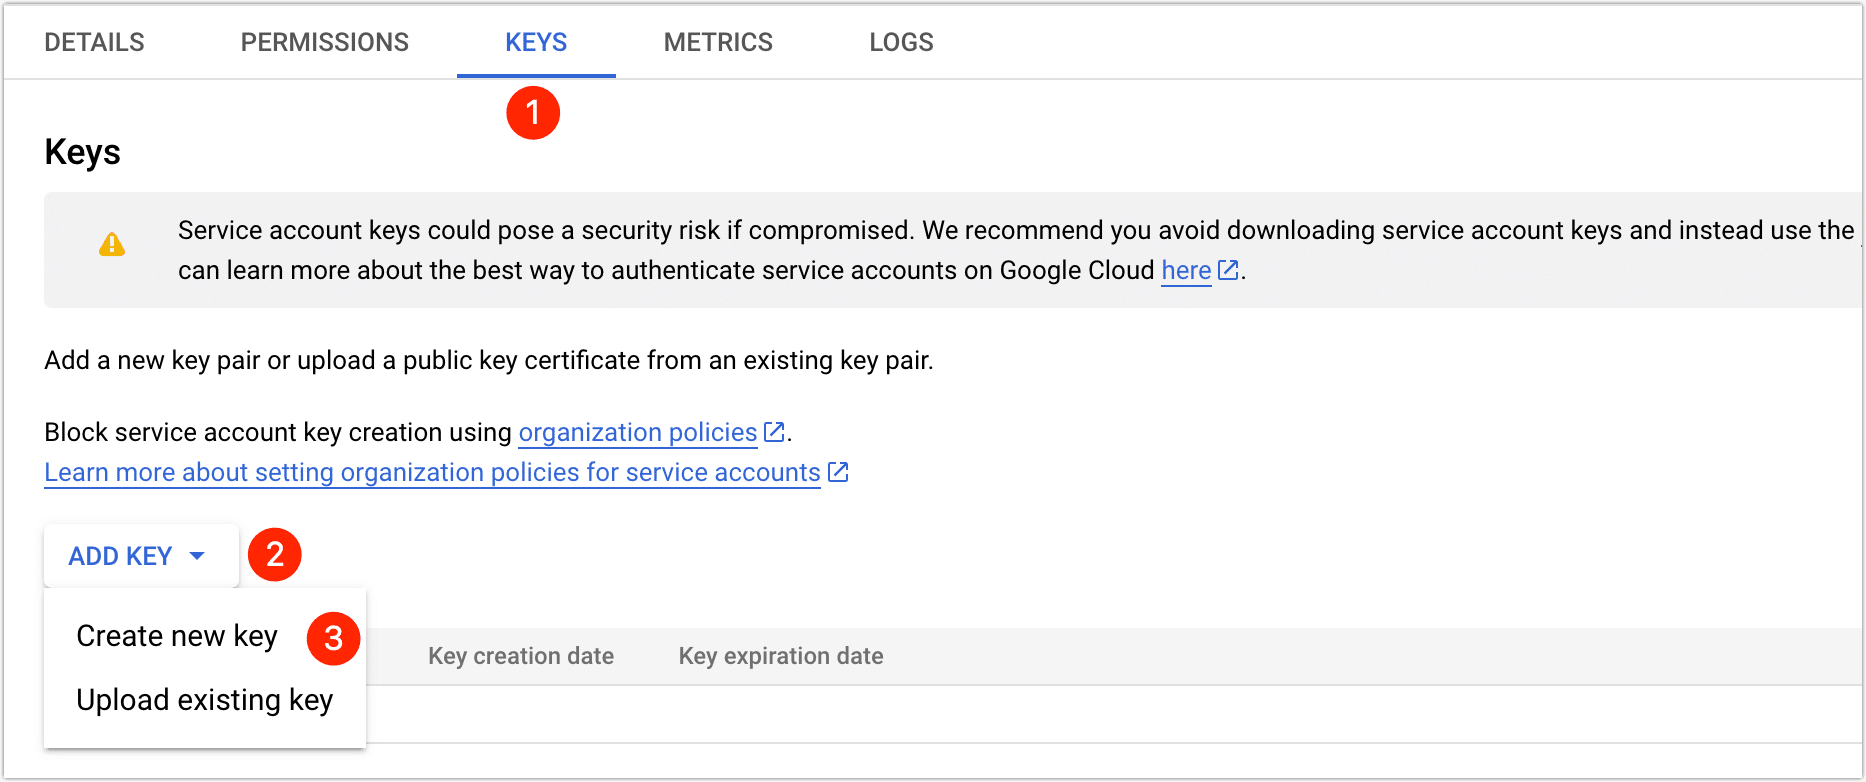 DETAILS PERMISSIONS KEYS METRICS LOGS
1
Keys
Service account keys could pose a security risk if compromised. We recommend you avoid downloading service account keys and instead use the
can learn more about the best way to authenticate service accounts on Google Cloud here.
Add a new key pair or upload a public key certificate from an existing key pair.
Block service account key creation using organization policies.
Learn more about setting organization policies for service accounts
ADD KEY 2
Create new key 3
Key creation date Key expiration date
Upload existing key